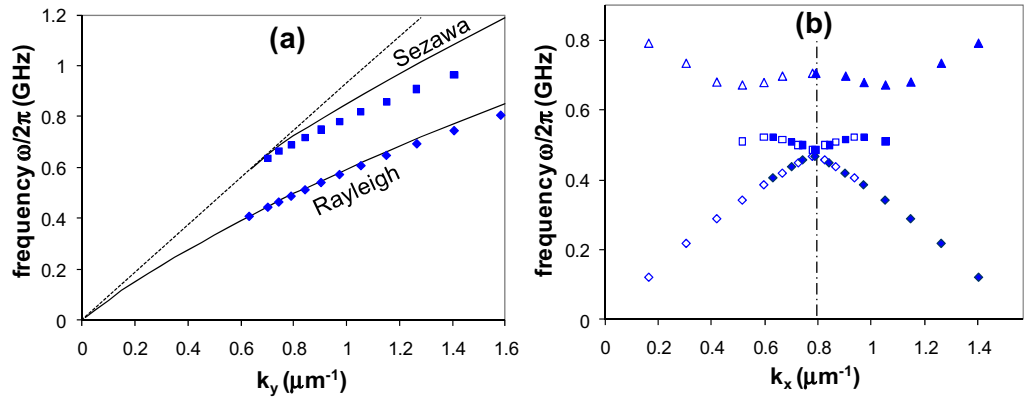 (a)
Sezawa
Rayleigh
frequency ω/2π (GHz)
1.2
1
0.8
0.6
0.4
0.2
0
0 0.2 0.4 0.6 0.8 1 1.2 1.4 1.6
k_y (μm⁻¹)
(b)
frequency ω/2π (GHz)
0.8
0.6
0.4
0.2
0
0 0.2 0.4 0.6 0.8 1 1.2 1.4
k_x (μm⁻¹)